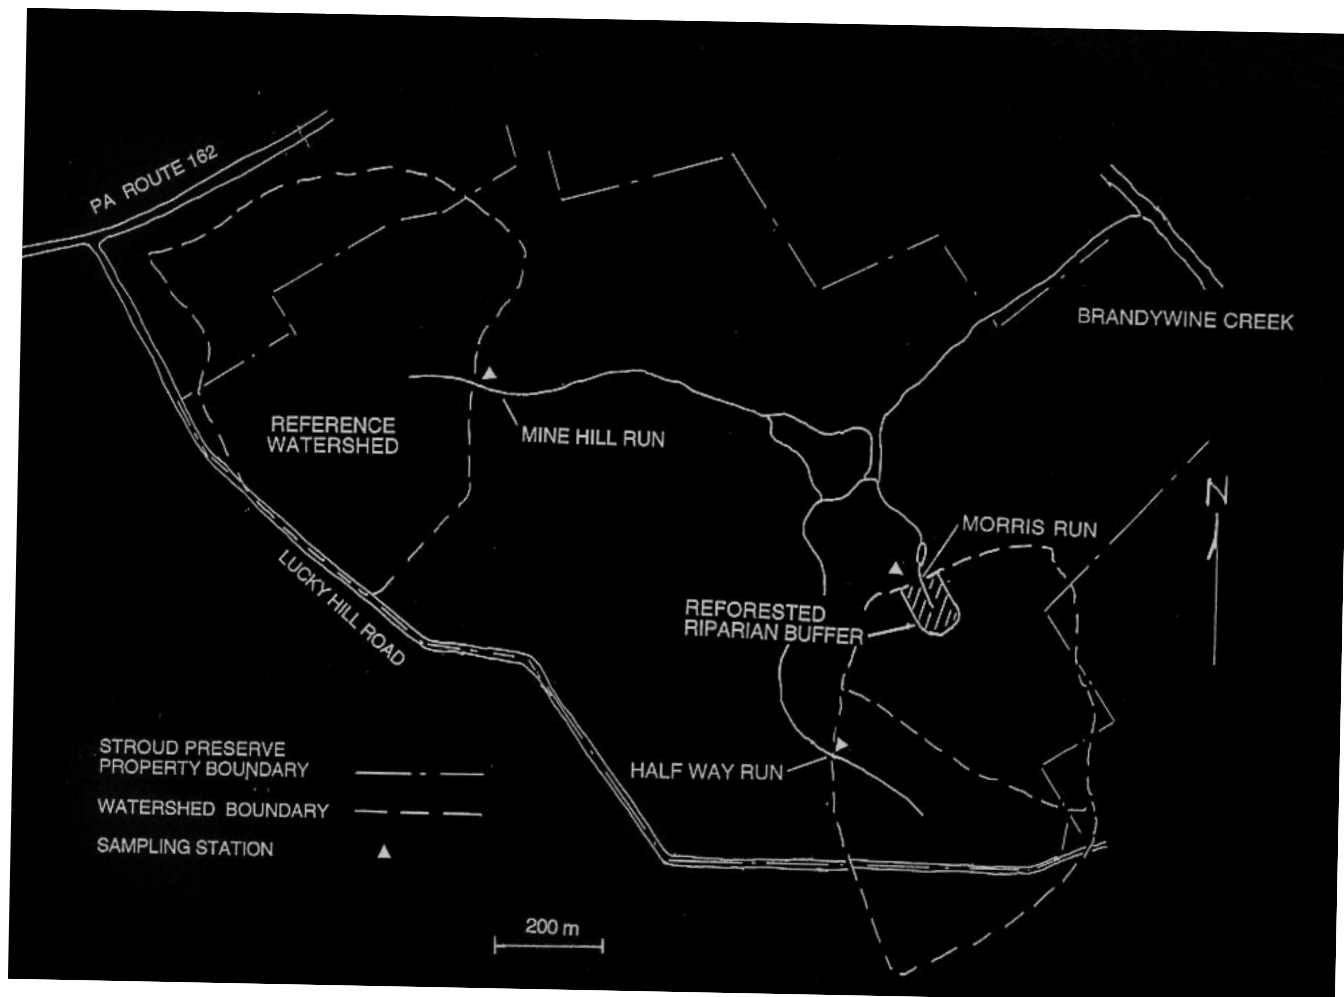 PA ROUTE 162
BRANDYWINE CREEK
REFERENCE
WATERSHED
MINE HILL RUN
N
MORRIS RUN
LUCKY HILL ROAD
REFORESTED
RIPARIAN BUFFER
HALF WAY RUN
STROUD PRESERVE
PROPERTY BOUNDARY
WATERSHED BOUNDARY
SAMPLING STATION
200 m